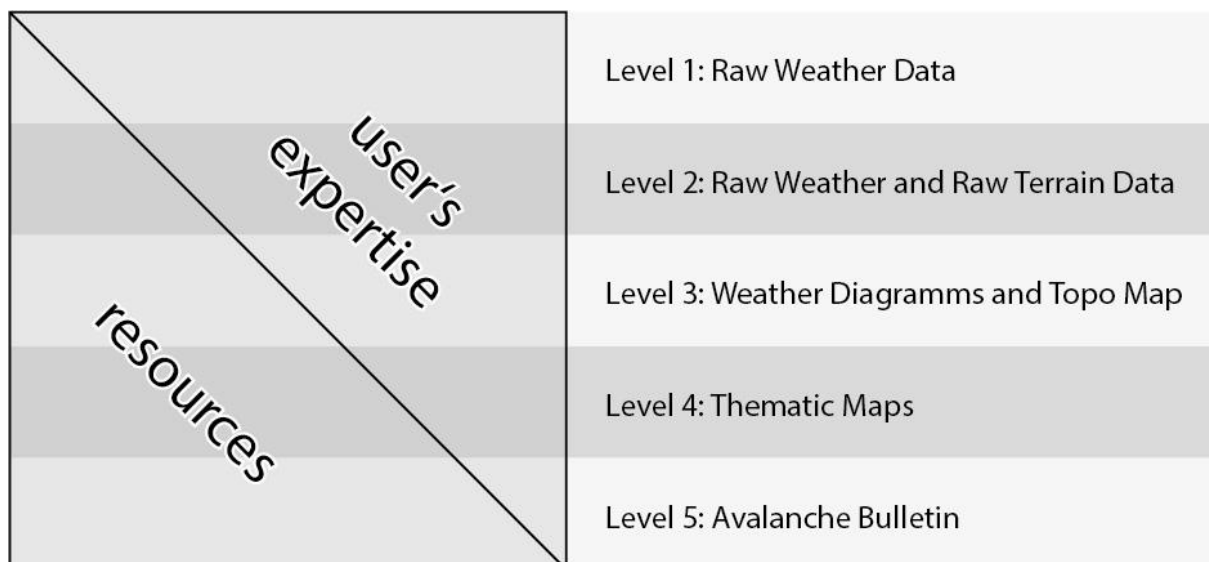 Level 1: Raw Weather Data
user's
expertise
Level 2: Raw Weather and Raw Terrain Data
Level 3: Weather Diagramms and Topo Map
resources
Level 4: Thematic Maps
Level 5: Avalanche Bulletin